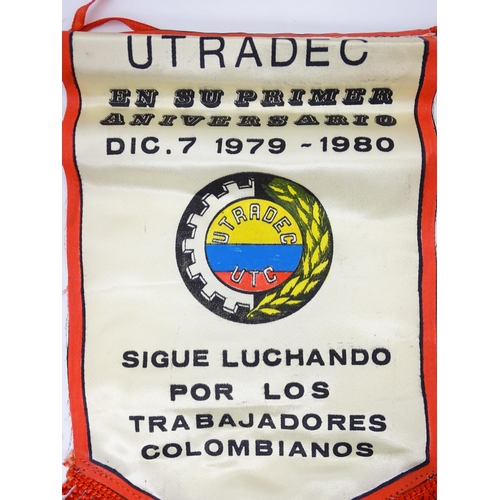 UTRADEC
EN SU PRIMER
ANIVERSARIO
DIC. 7 1979 - 1980
UTRADEC
UTC
SIGUE LUCHANDO
POR LOS
TRABAJADORES
COLOMBIANOS